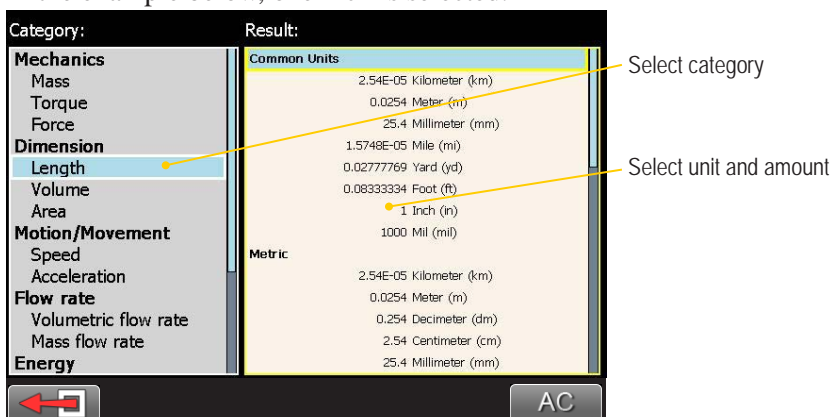 Category:
Mechanics
Mass
Torque
Force
Dimension
Length
Volume
Area
Motion/Movement
Speed
Acceleration
Flow rate
Volumetric flow rate
Mass flow rate
Energy
Result:
Common Units
2.54E-05 Kilometer (km)
0.0254 Meter (m)
25.4 Millimeter (mm)
1.5748E-05 Mile (mi)
0.02777769 Yard (yd)
0.08333334 Foot (ft)
1 Inch (in)
1000 Mil (mil)
Metric
2.54E-05 Kilometer (km)
0.0254 Meter (m)
0.254 Decimeter (dm)
2.54 Centimeter (cm)
25.4 Millimeter (mm)
AC
Select category
Select unit and amount